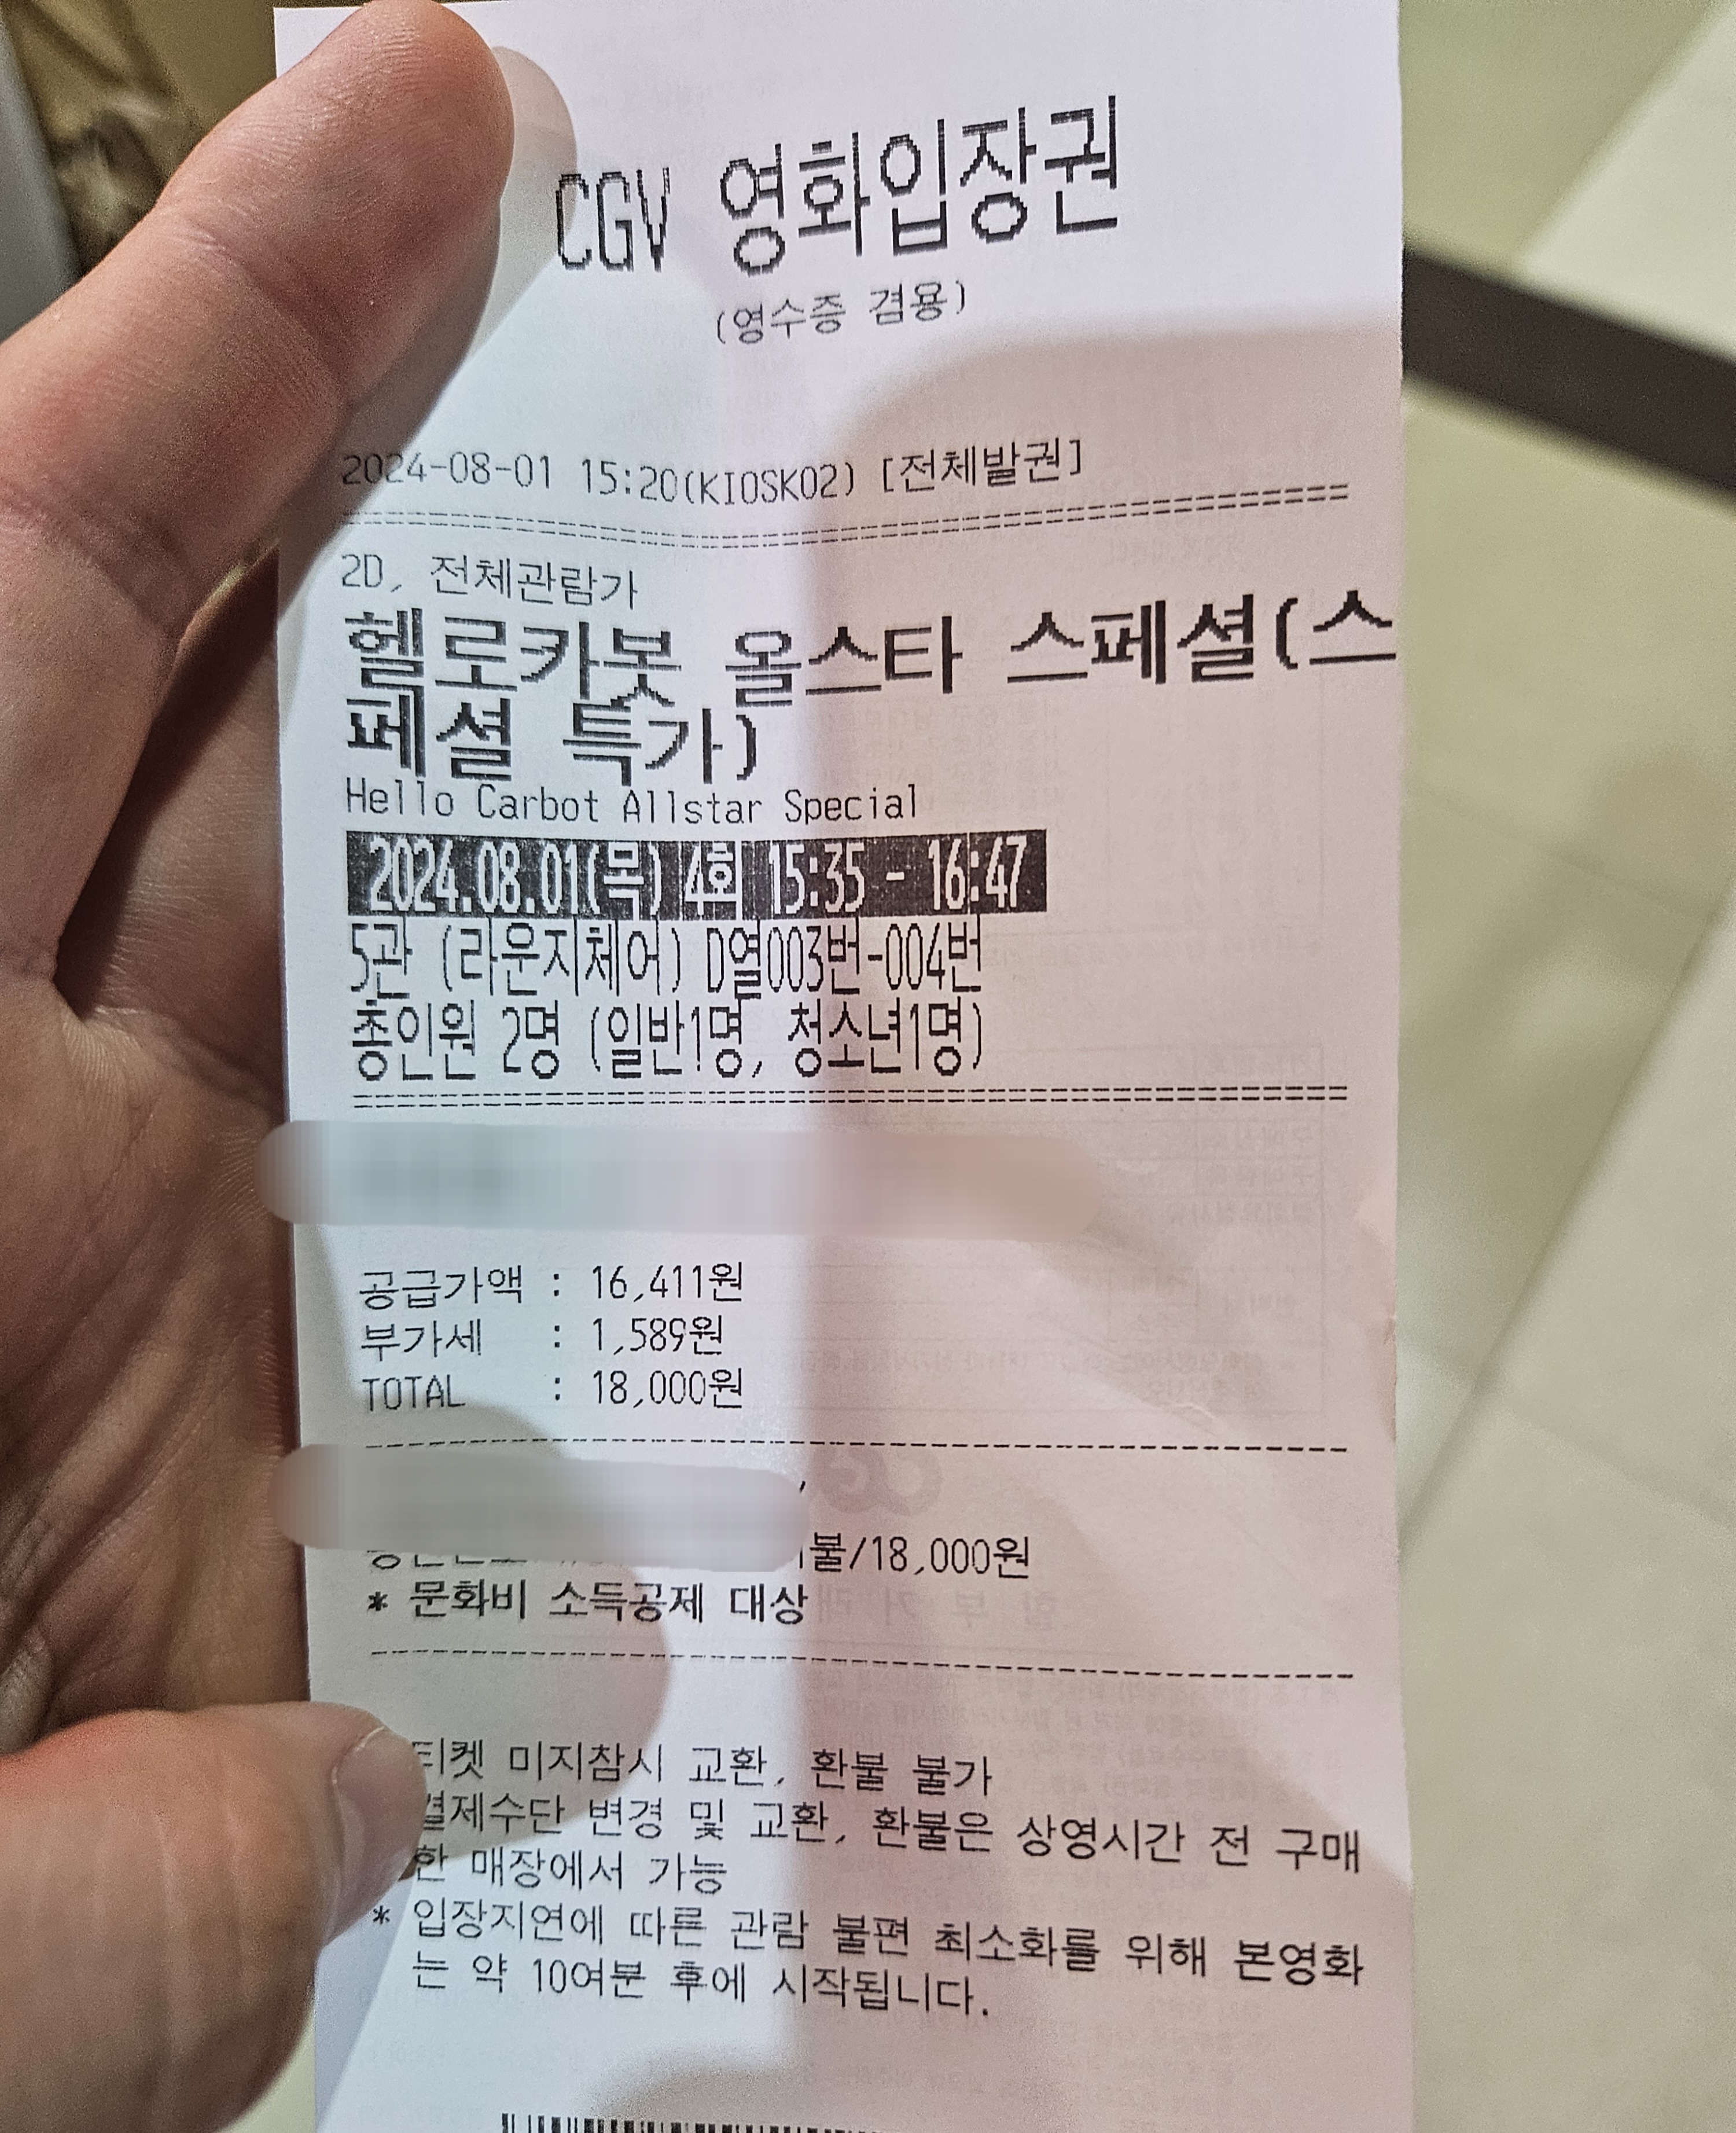 CGV 영화입장권
(영수증 겸용)
2024-08-01 15:20(KIOSK02) [전체발권]
2D, 전체관람가
헬로카봇 올스타 스페셜(스
페셜 특가)
Hello Carbot Allstar Special
2024.08.01(목) 4회 15:35 - 16:47
5관 (라운지체어) D열003번-004번
총인원 2명 (일반1명, 청소년1명)
공급가액 : 16,411원
부가세 : 1,589원
TOTAL : 18,000원
불/18,000원
* 문화비 소득공제 대상
티켓 미지참시 교환, 환불 불가
결제수단 변경 및 교환, 환불은 상영시간 전 구매
한 매장에서 가능
* 입장지연에 따른 관람 불편 최소화를 위해 본영화
는 약 10여분 후에 시작됩니다.